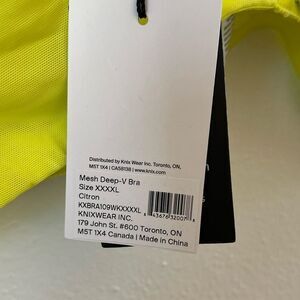 Distributed by Knix Wear Inc. Toronto, ON,
M5T 1X4 | CA58138 | www.knix.com
Mesh Deep-V Bra
Size XXXXL
Citron
KXBRA109WKXXXXL
KNIXWEAR INC.
179 John St. #600 Toronto, ON
M5T 1X4 Canada | Made in China